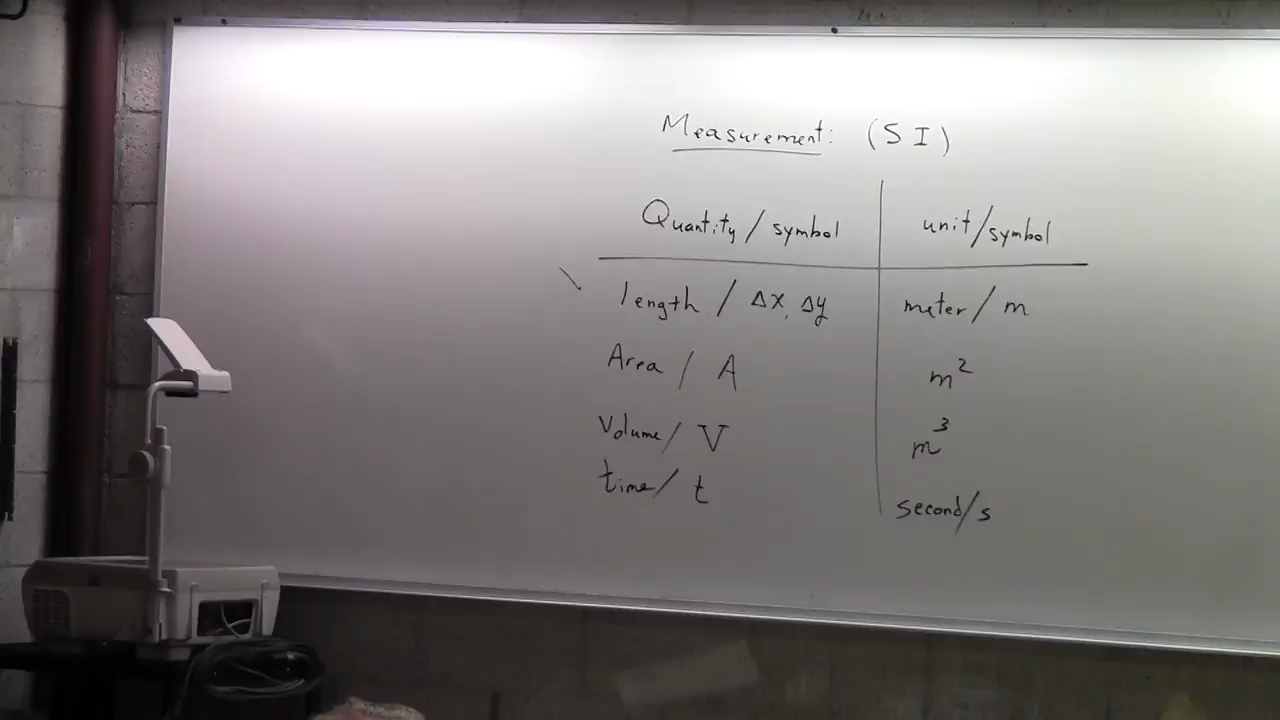 Measurement: (SI)
Quantity / symbol unit/symbol
length / Δx, Δy meter/ m
Area / A m²
Volume/ V m³
time/ t second/s